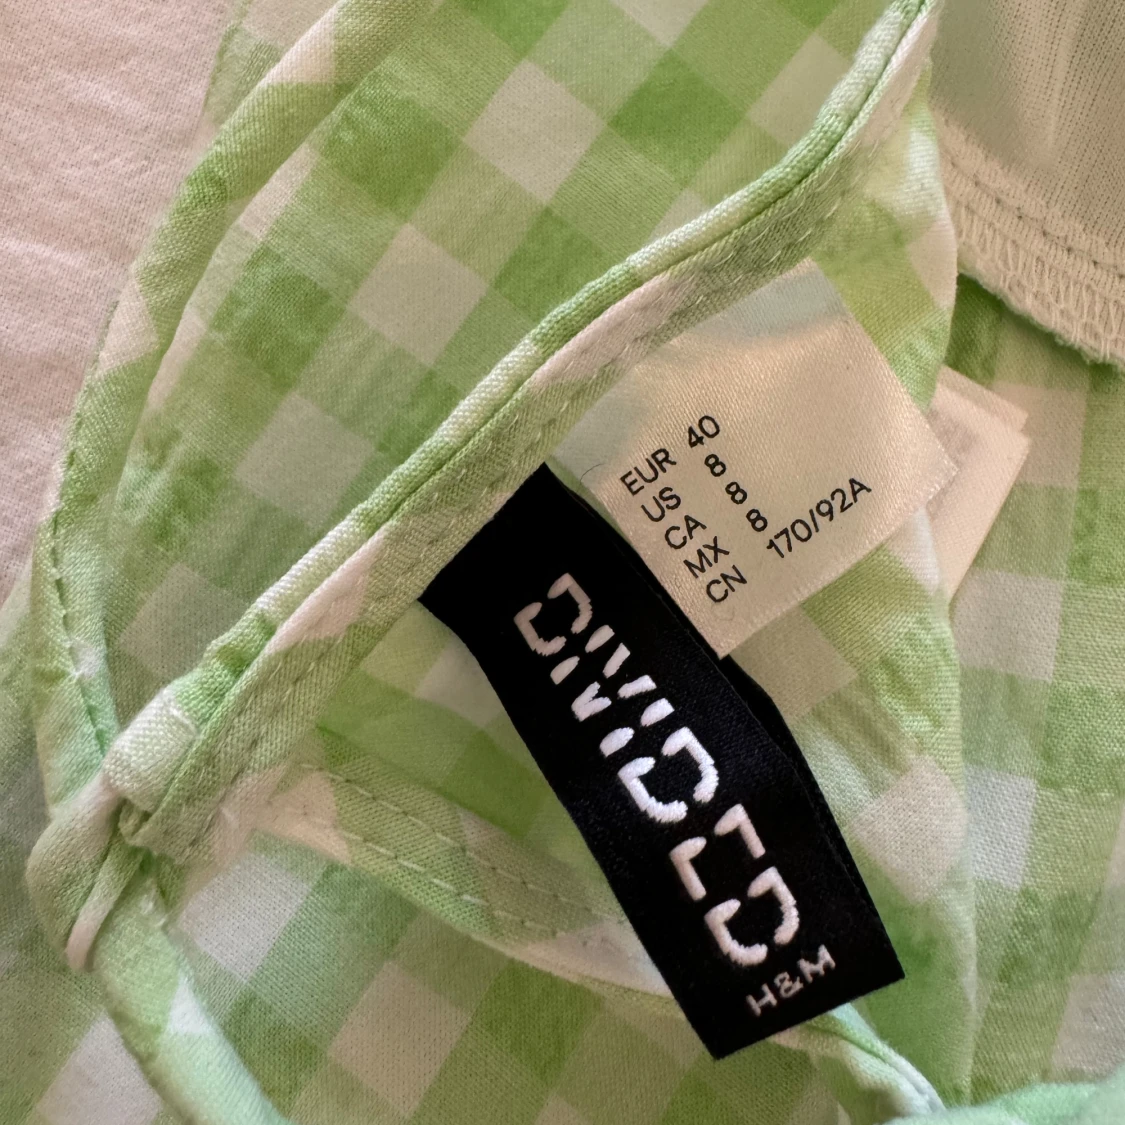 EUR 40
US 8
CA 8
MX 8
CN 170/92A
DIVIDED
H&M